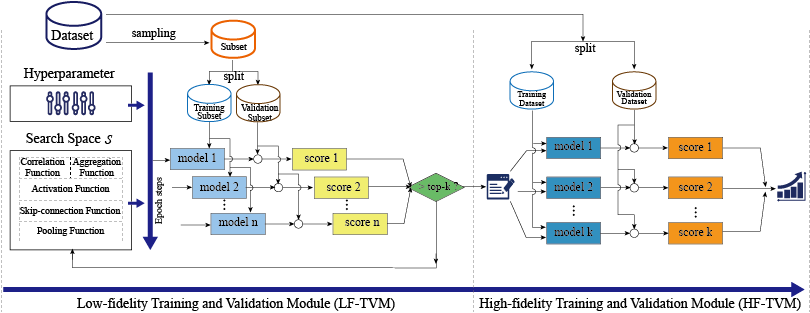 Dataset
sampling
Subset
split
split
Hyperparameter
Training
Subset
Validation
Subset
Training
Dataset
Validation
Dataset
Search Space S
Correlation
Function
Aggregation
Function
Activation Function
Skip-connection Function
Pooling Function
Epoch steps
model 1
score 1
model 2
score 2
...
...
model n
score n
> top-k ?
model 1
score 1
model 2
score 2
...
...
model k
score k
Low-fidelity Training and Validation Module (LF-TVM)
High-fidelity Training and Validation Module (HF-TVM)